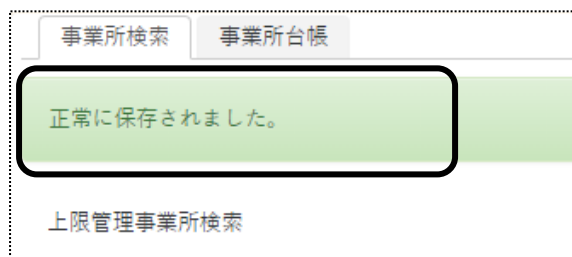 事業所検索 事業所台帳
正常に保存されました。
上限管理事業所検索